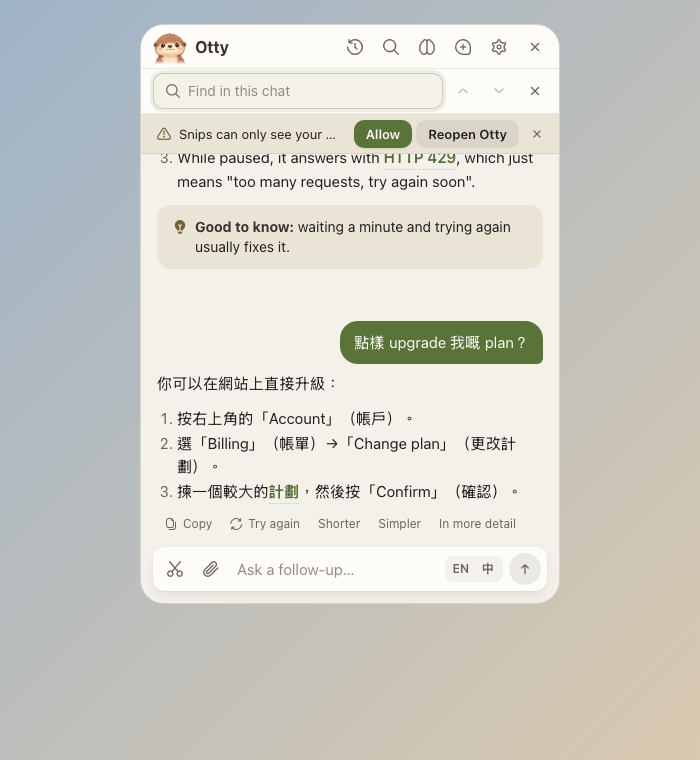 Otty
Find in this chat
Snips can only see your ...
Allow
Reopen Otty
3. While paused, it answers with HTTP 429, which just
means "too many requests, try again soon".
Good to know: waiting a minute and trying again
usually fixes it.
點樣 upgrade 我嘅 plan？
你可以在網站上直接升級：
1. 按右上角的「Account」（帳戶）。
2. 選「Billing」（帳單）→「Change plan」（更改計
劃）。
3. 揀一個較大的計劃，然後按「Confirm」（確認）。
Copy
Try again
Shorter
Simpler
In more detail
Ask a follow-up...
EN 中